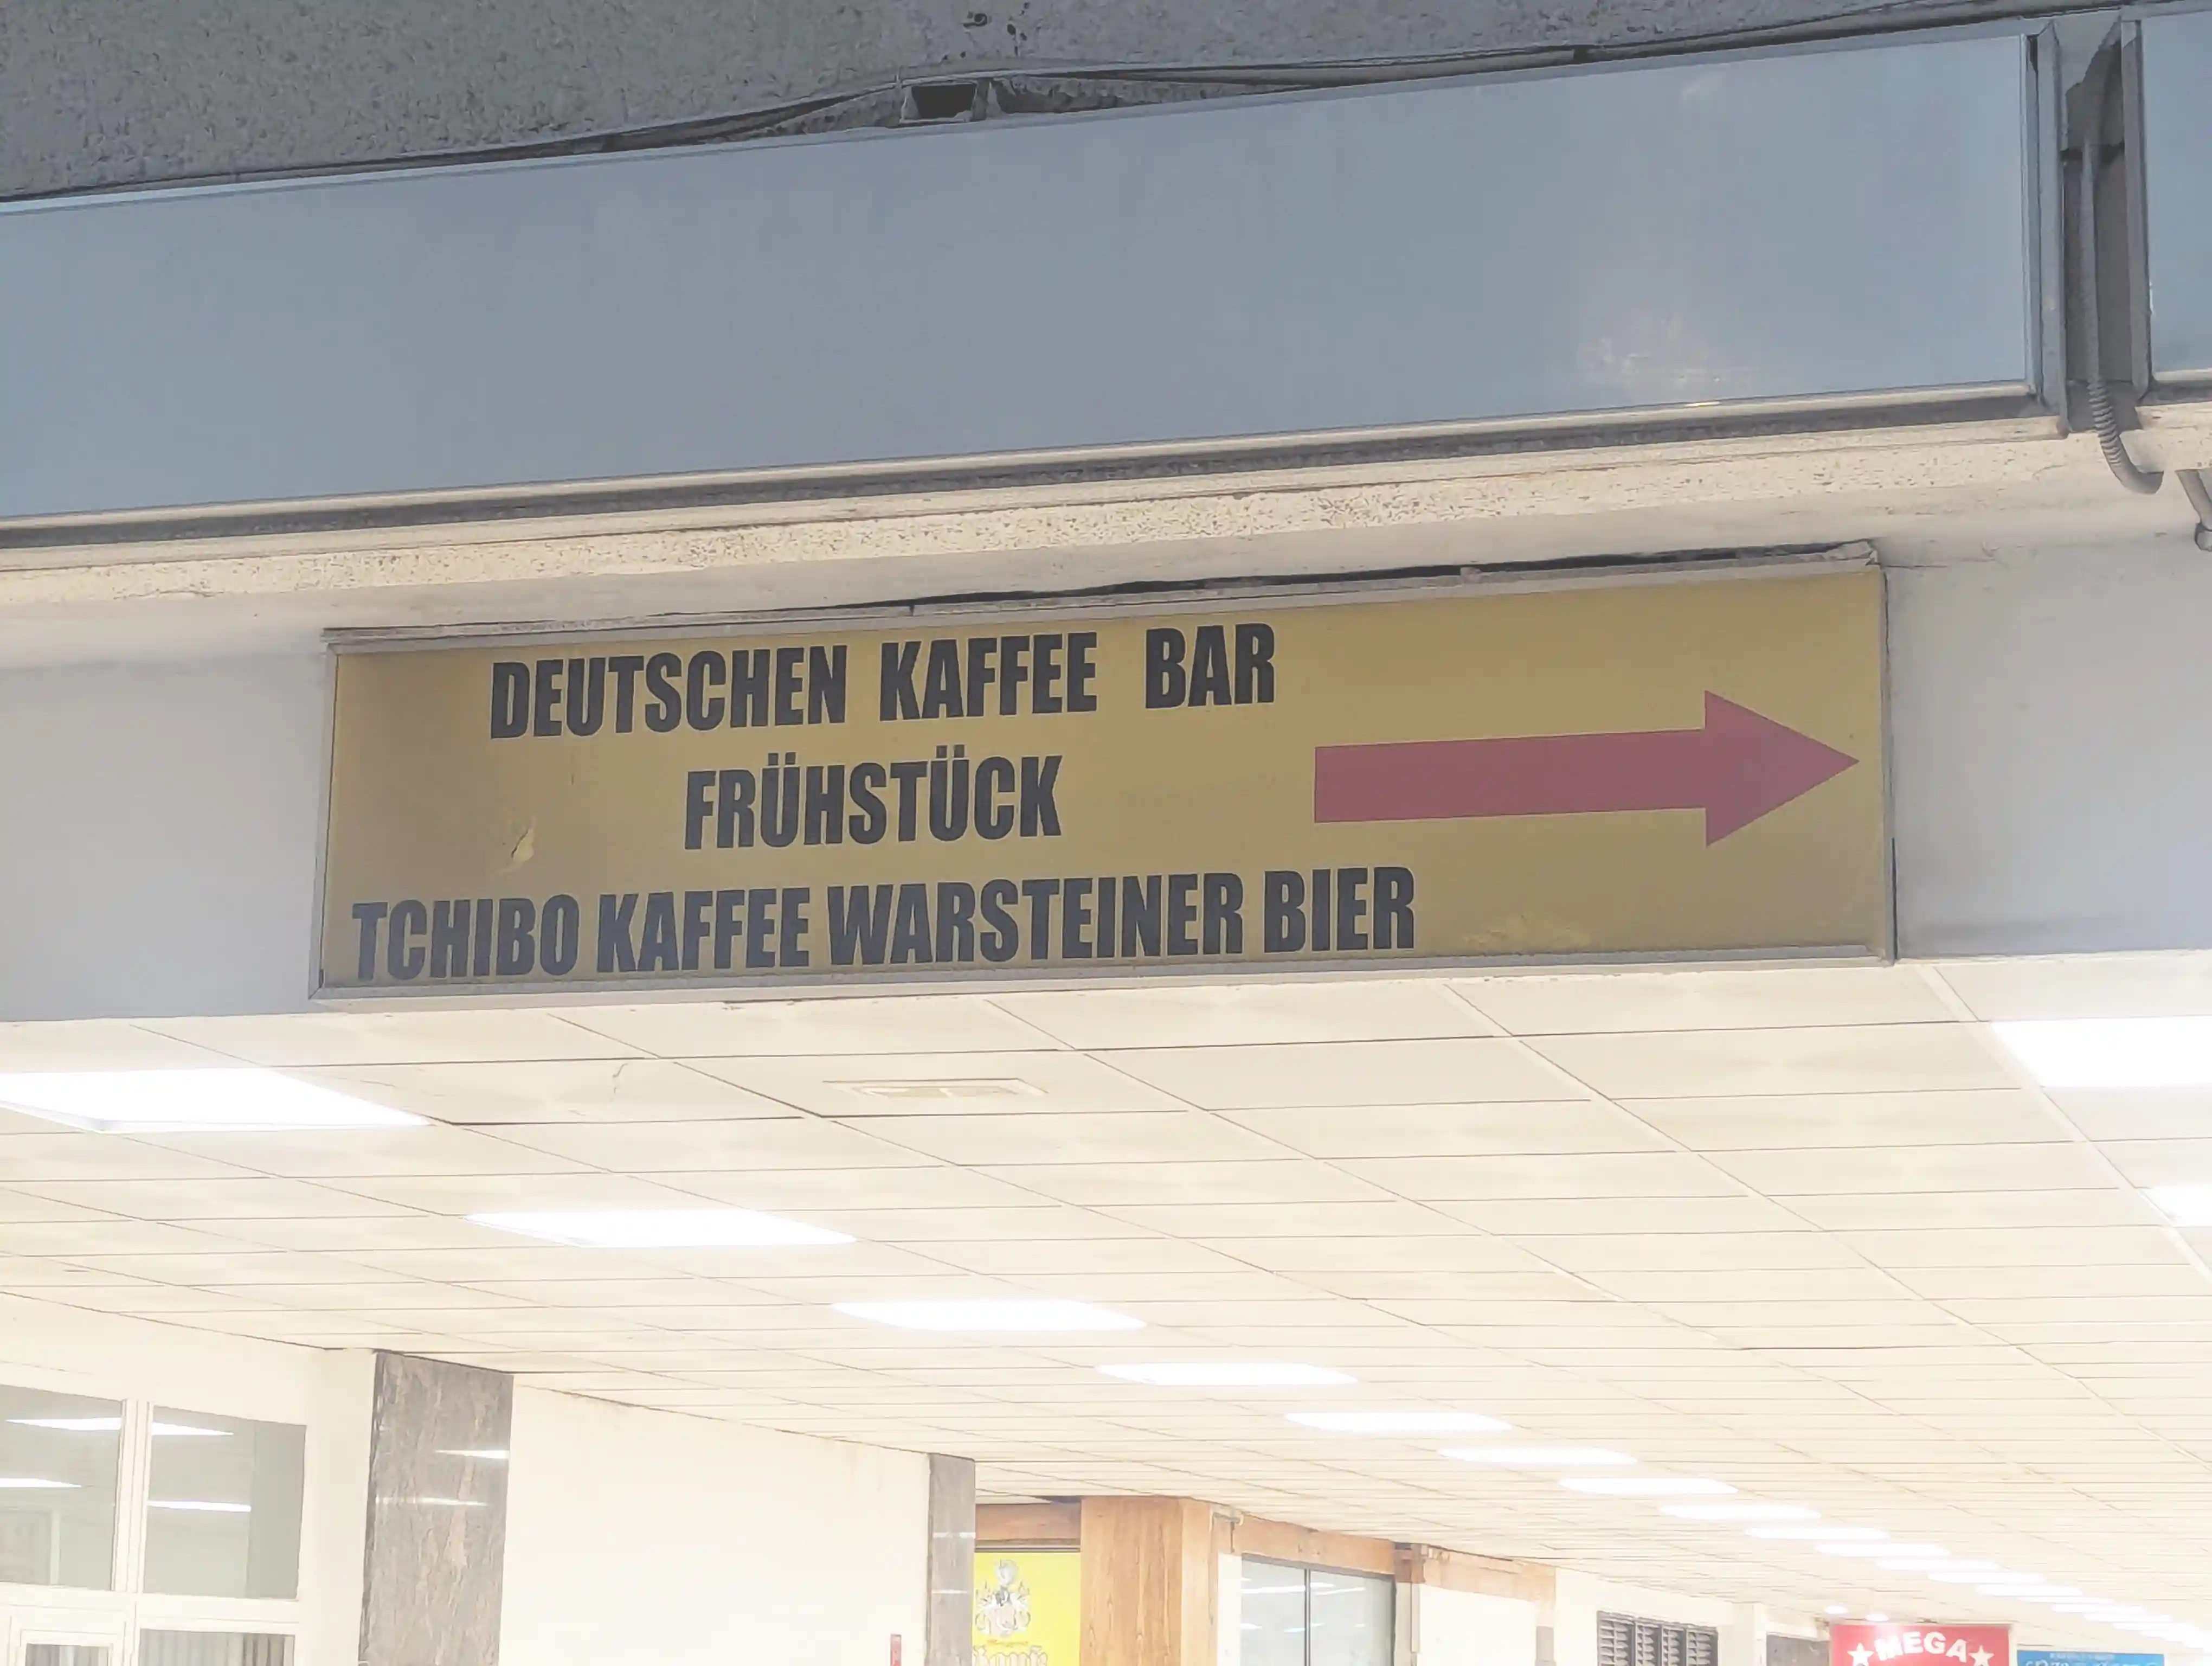 DEUTSCHEN KAFFEE BAR
FRÜHSTÜCK
TCHIBO KAFFEE WARSTEINER BIER
MEGA